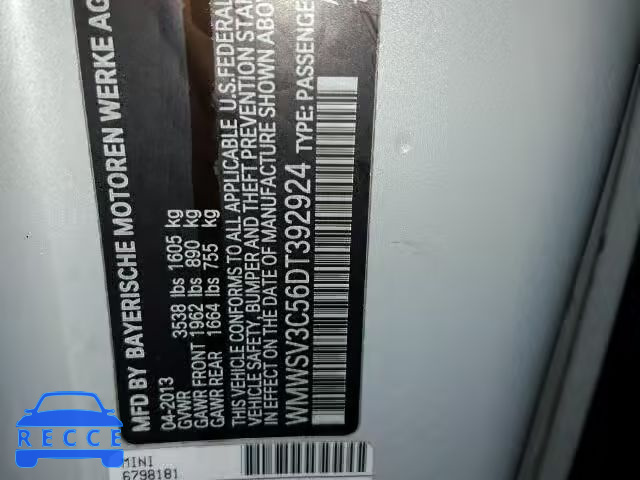 MFD BY BAYERISCHE MOTOREN WERKE AG
04-2013
GVWR 3538 lbs 1605 kg
GAWR FRONT 1962 lbs 890 kg
GAWR REAR 1664 lbs 755 kg
THIS VEHICLE CONFORMS TO ALL APPLICABLE U.S.FEDERAL
VEHICLE SAFETY, BUMPER AND THEFT PREVENTION STAN
IN EFFECT ON THE DATE OF MANUFACTURE SHOWN ABOV
WMWSV3C56DT392924 TYPE: PASSENGE
MINI
6798181
RECCE